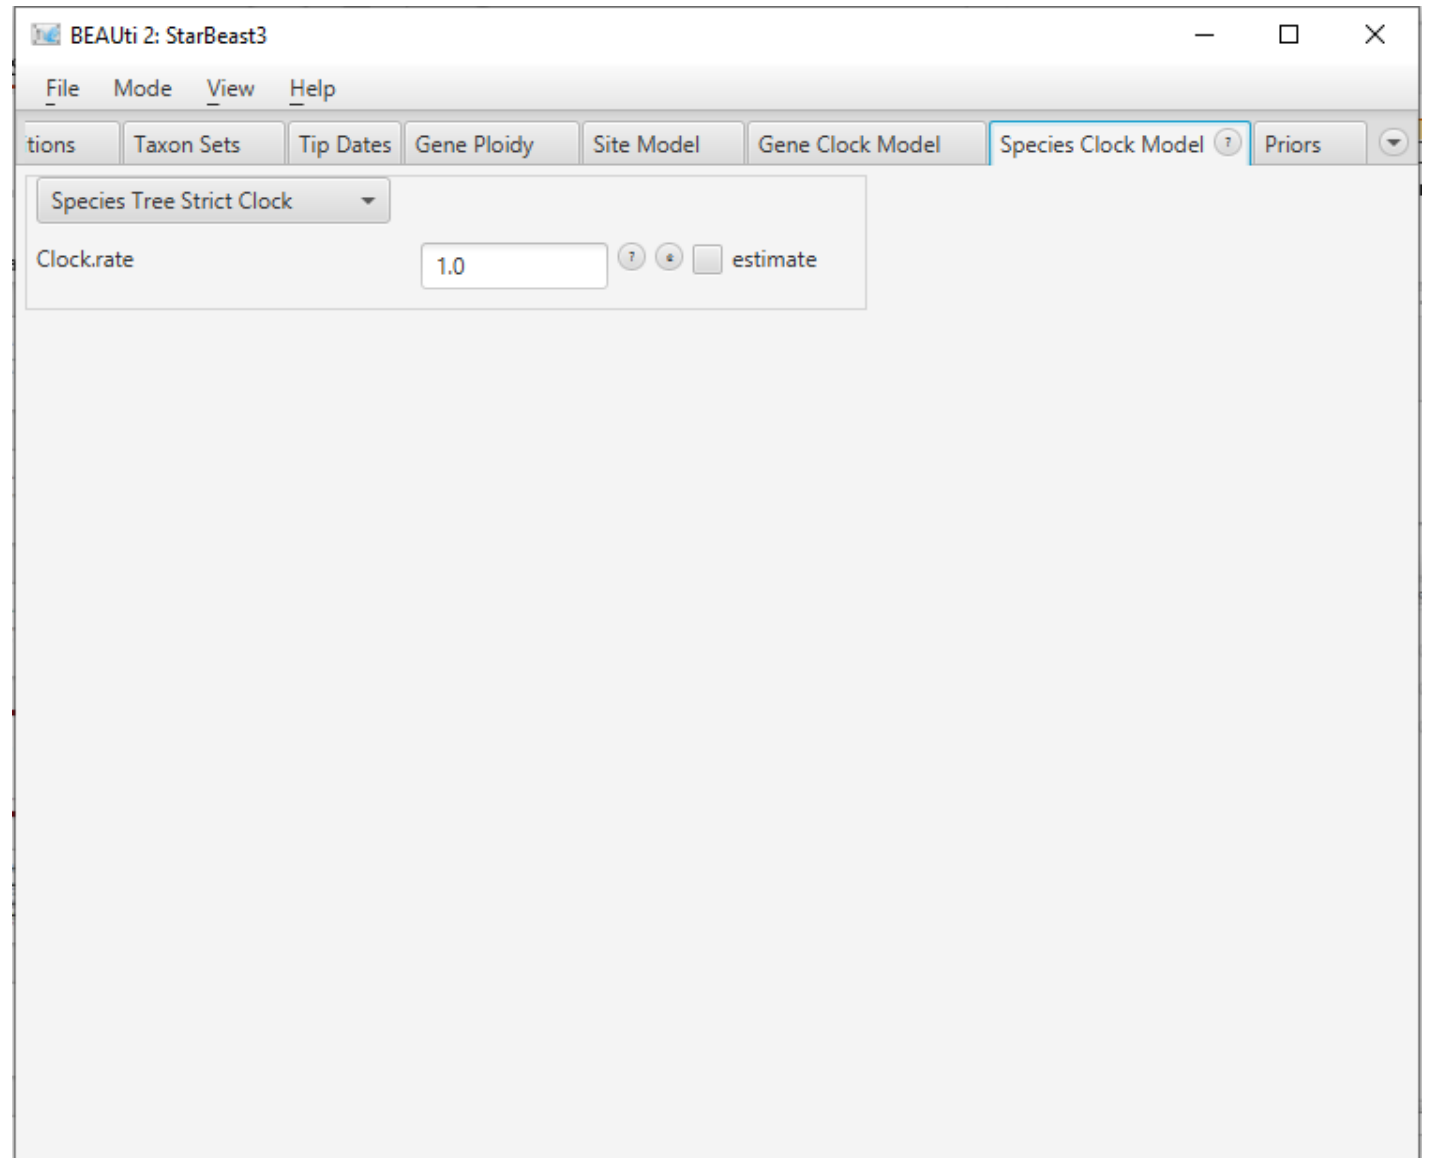 BEAUti 2: StarBeast3
File Mode View Help
tions Taxon Sets Tip Dates Gene Ploidy Site Model Gene Clock Model Species Clock Model ? Priors
Species Tree Strict Clock
Clock.rate 1.0 ? e estimate